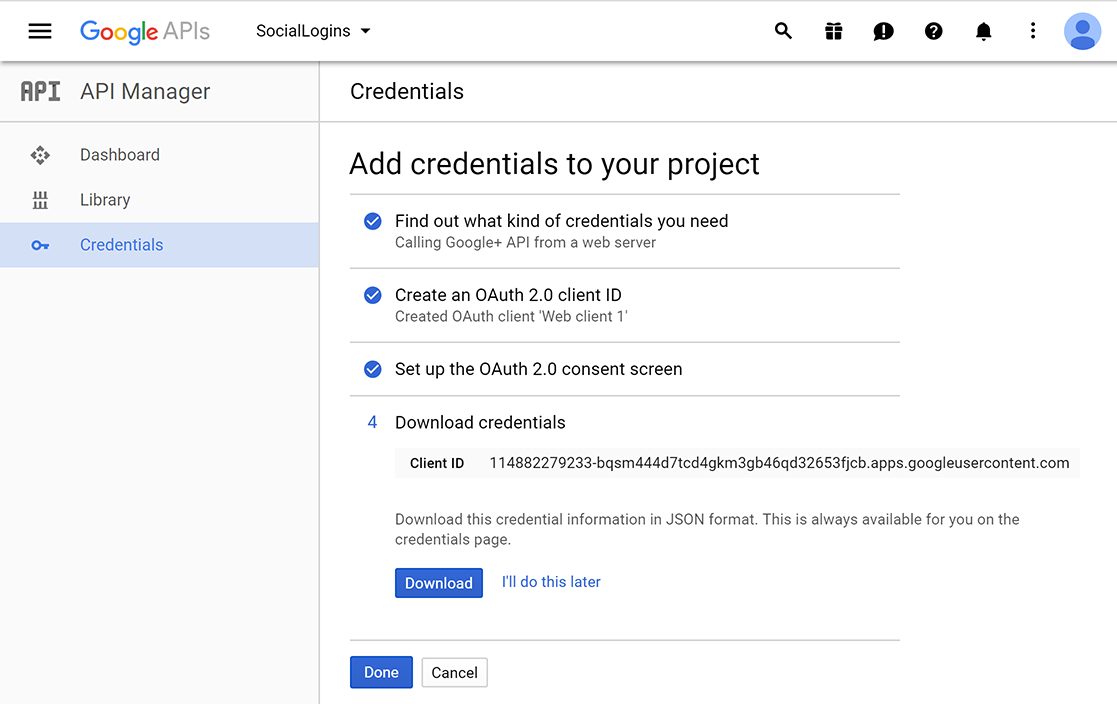 Google APIs SocialLogins
API API Manager
Credentials
Dashboard
Library
Credentials
Add credentials to your project
Find out what kind of credentials you need
Calling Google+ API from a web server
Create an OAuth 2.0 client ID
Created OAuth client 'Web client 1'
Set up the OAuth 2.0 consent screen
4 Download credentials
Client ID 114882279233-bqsm444d7tcd4gkm3gb46qd32653fjcb.apps.googleusercontent.com
Download this credential information in JSON format. This is always available for you on the
credentials page.
Download I'll do this later
Done Cancel